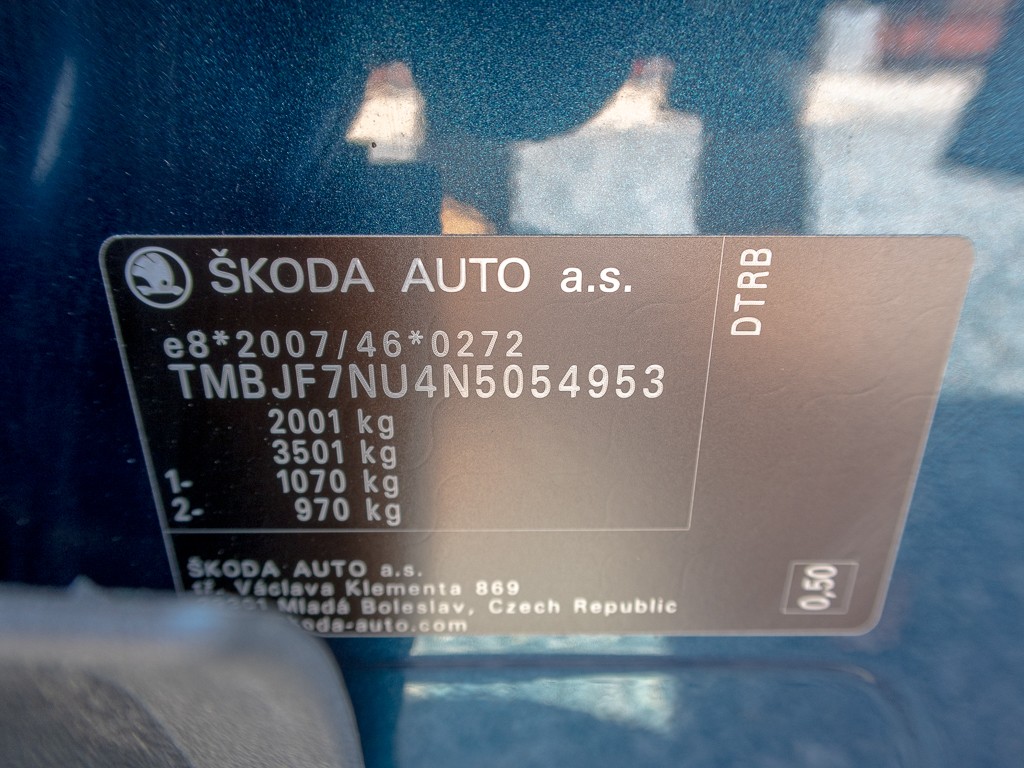 ŠKODA AUTO a.s.
DTRB
e8*2007/46*0272
TMBJF7NU4N5054953
2001 kg
3501 kg
1- 1070 kg
2- 970 kg
ŠKODA AUTO a.s.
tř. Václava Klementa 869
Mladá Boleslav, Czech Republic
0,50